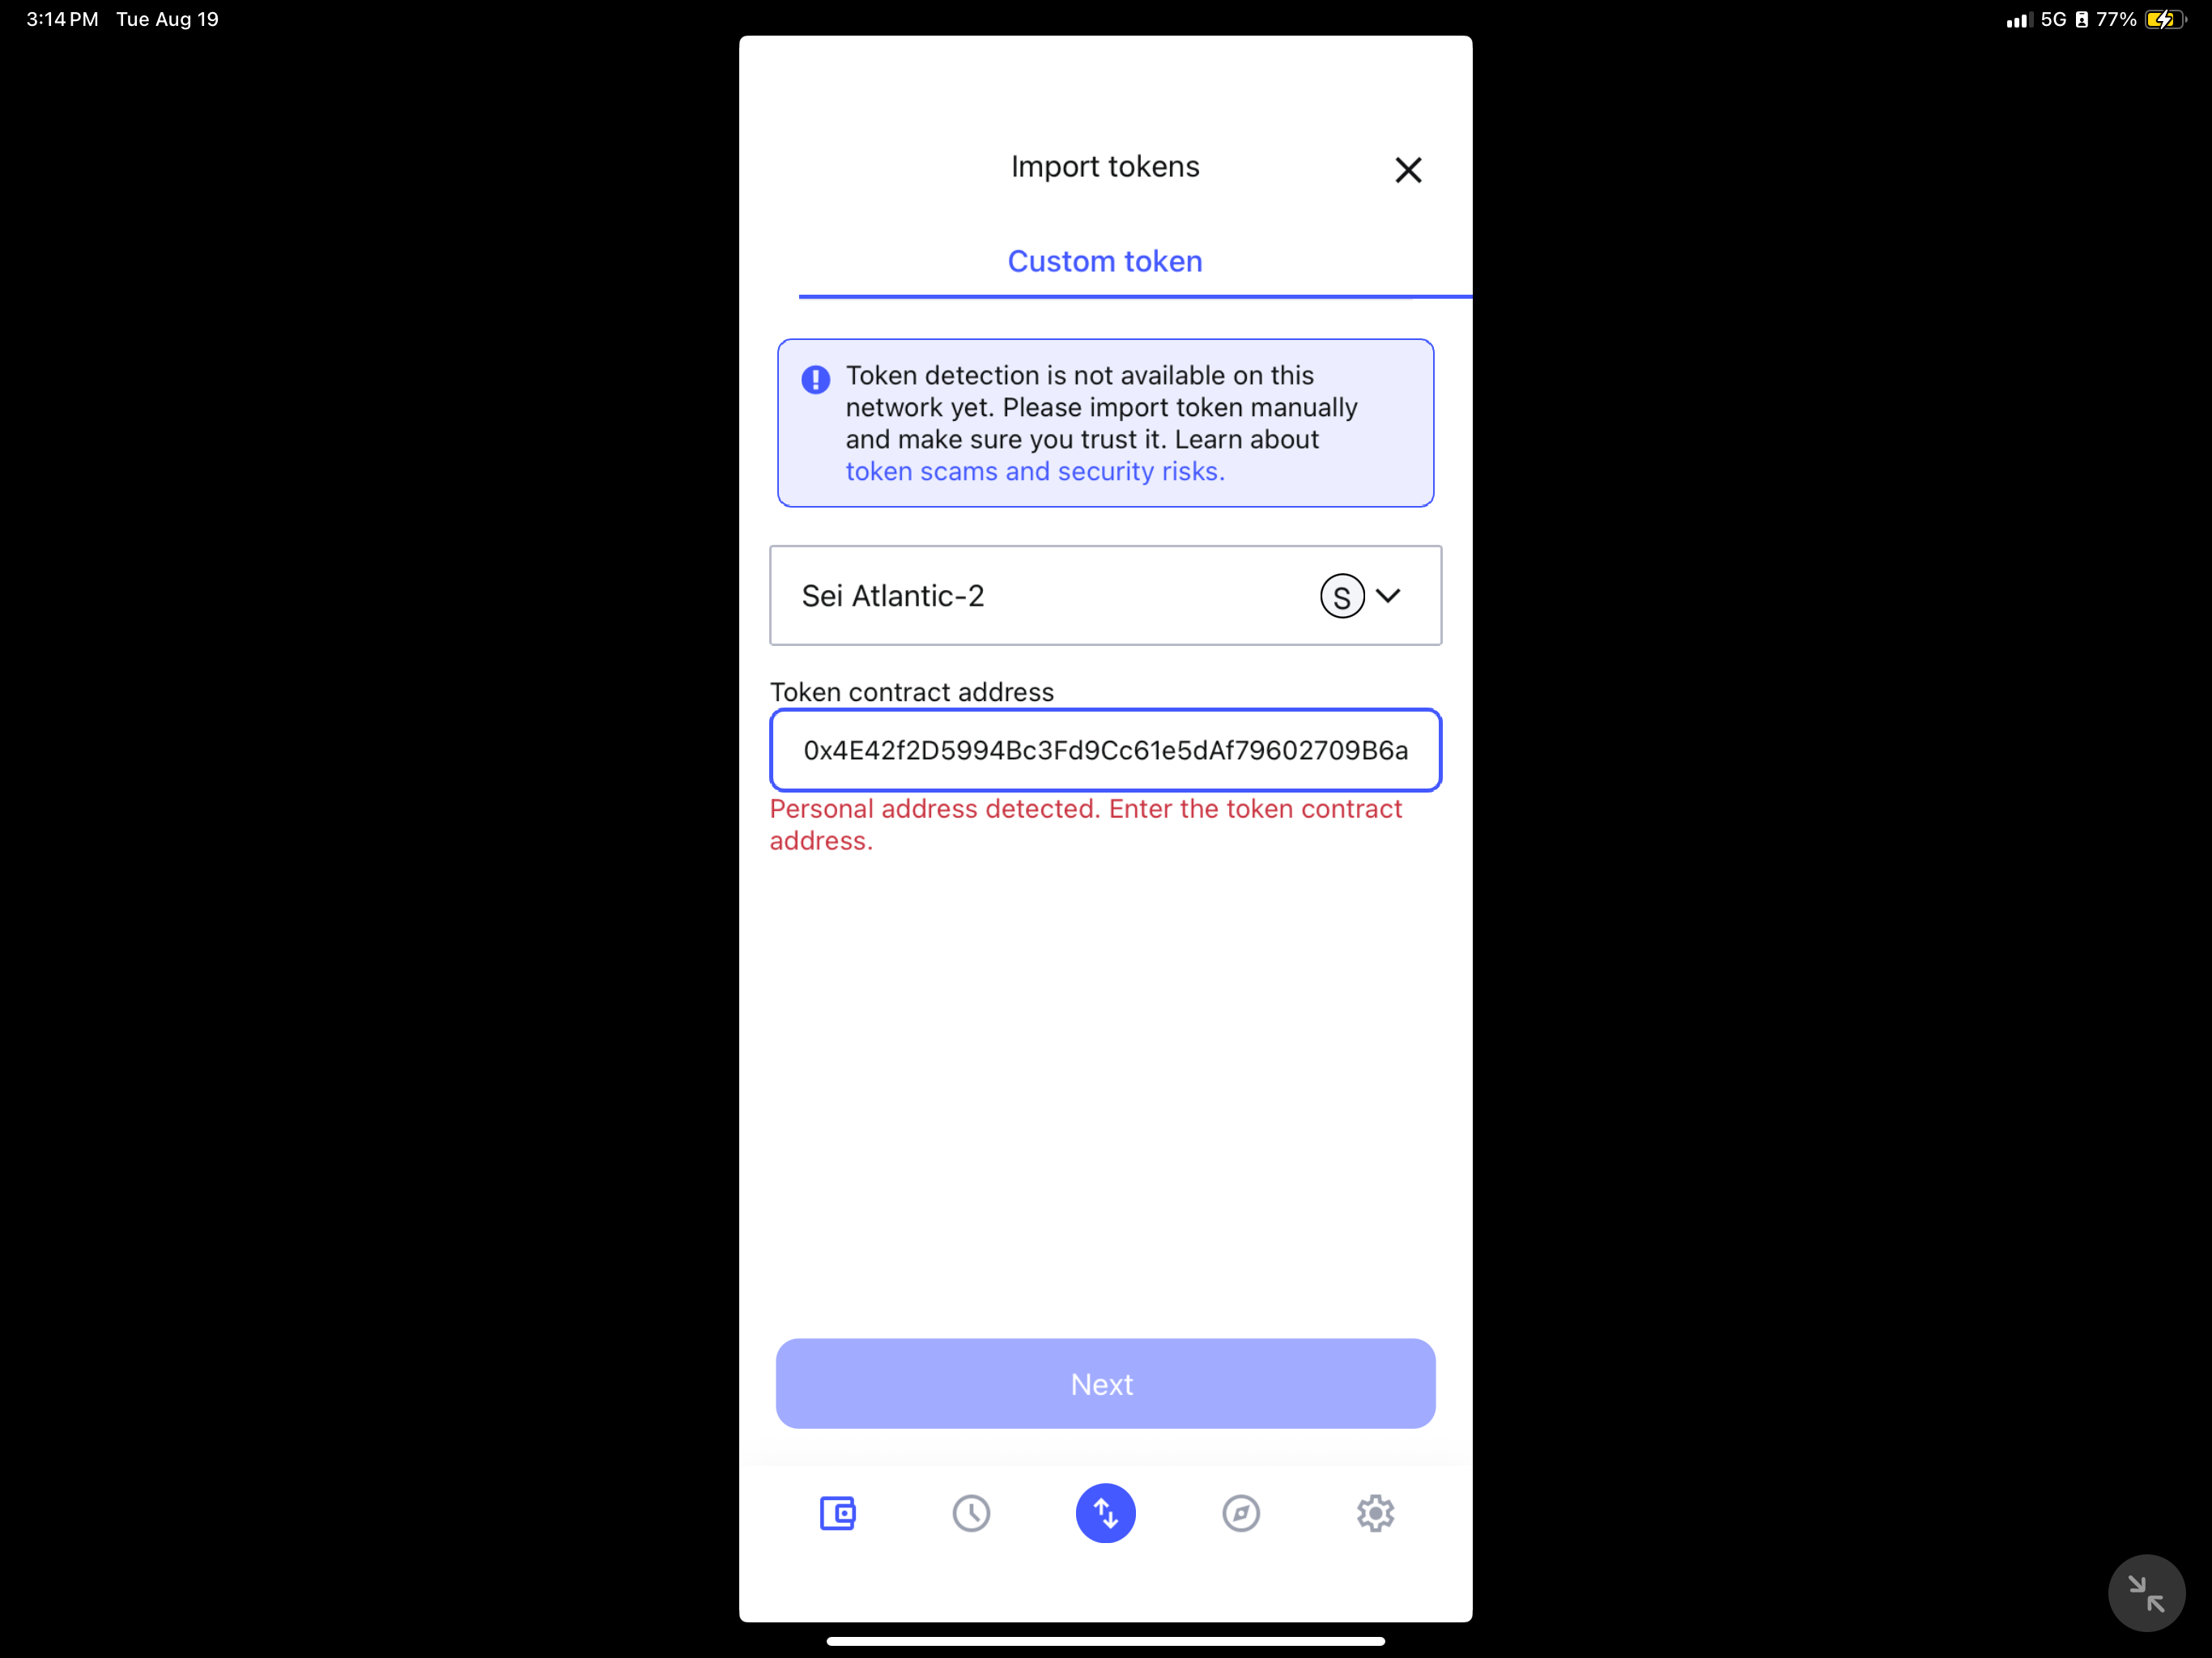 3:14 PM Tue Aug 19
5G 77%
Import tokens
Custom token
Token detection is not available on this
network yet. Please import token manually
and make sure you trust it. Learn about
token scams and security risks.
Sei Atlantic-2
S
Token contract address
0x4E42f2D5994Bc3Fd9Cc61e5dAf79602709B6a
Personal address detected. Enter the token contract
address.
Next